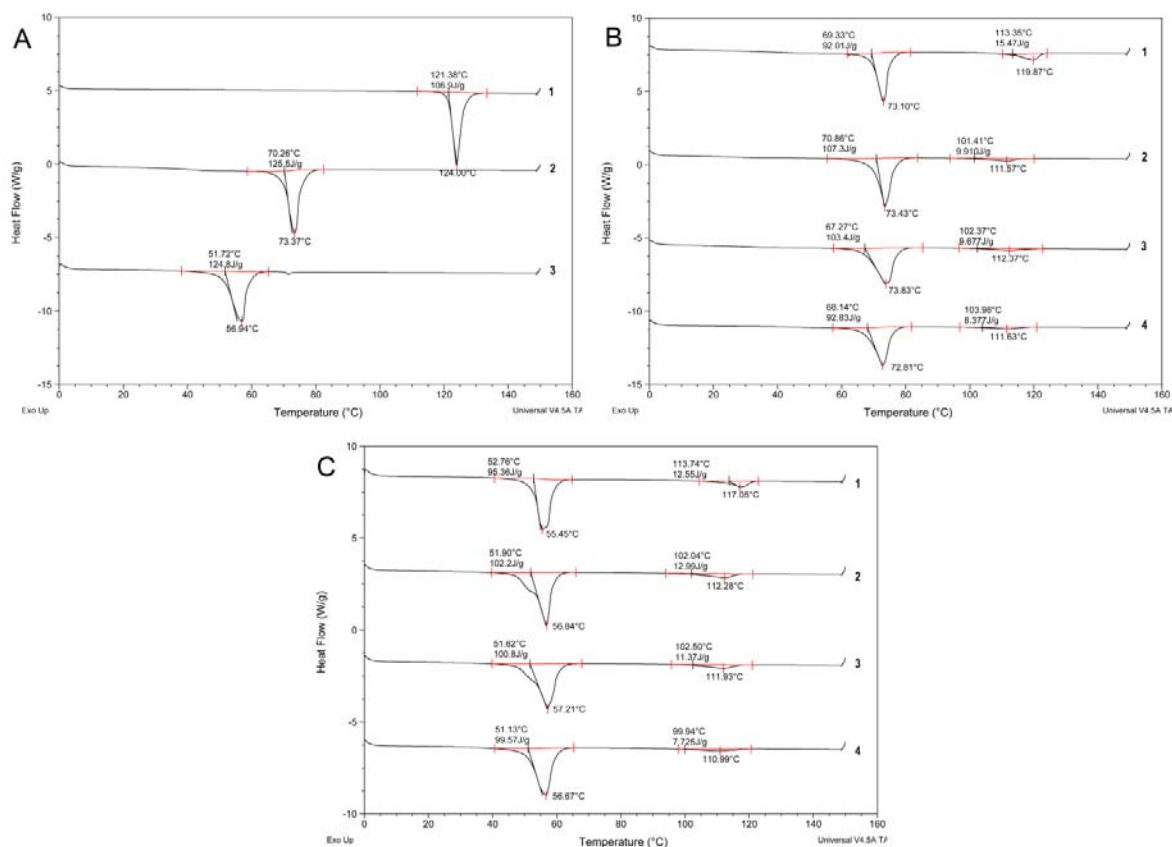 A
10
5
0
-5
-10
-15
Heat Flow (W/g)
121.38°C
106.9J/g
124.00°C
1
70.26°C
125.5J/g
73.37°C
2
51.72°C
124.8J/g
56.94°C
3
0 20 40 60 80 100 120 140 160
Exo Up
Temperature (°C)
Universal V4.5A TA
B
10
5
0
-5
-10
-15
Heat Flow (W/g)
69.33°C
92.01J/g
73.10°C
113.35°C
15.47J/g
119.87°C
1
70.86°C
107.3J/g
73.43°C
101.41°C
9.910J/g
111.57°C
2
67.27°C
103.4J/g
73.83°C
102.37°C
9.677J/g
112.37°C
3
68.14°C
92.83J/g
72.81°C
103.98°C
8.377J/g
111.63°C
4
0 20 40 60 80 100 120 140 160
Exo Up
Temperature (°C)
Universal V4.5A TA
C
10
5
0
-5
-10
Heat Flow (W/g)
52.76°C
95.36J/g
55.45°C
113.74°C
12.55J/g
117.05°C
1
51.90°C
102.2J/g
56.84°C
102.04°C
12.99J/g
112.28°C
2
51.62°C
100.8J/g
57.21°C
102.50°C
11.37J/g
111.93°C
3
51.13°C
99.57J/g
56.67°C
99.94°C
7.726J/g
110.99°C
4
0 20 40 60 80 100 120 140 160
Exo Up
Temperature (°C)
Universal V4.5A TA